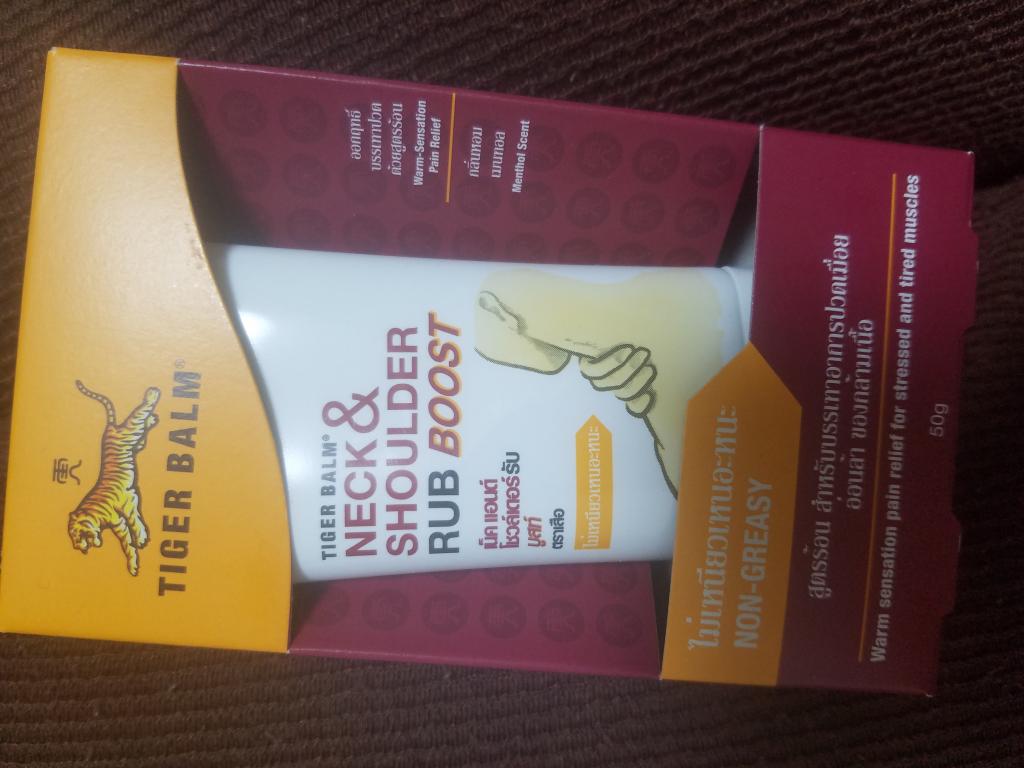 虎
TIGER BALM®
ออกฤทธิ์
บรรเทาปวด
ด้วยสูตรร้อน
Warm-Sensation
Pain Relief
กลิ่นหอม
เมนทอล
Menthol Scent
TIGER BALM®
NECK &
SHOULDER
RUB BOOST
เน็ค แอนด์
โชวล์เดอร์ รับ
บูสท์
ตราเสือ
ไม่เหนียวเหนอะหนะ
ไม่เหนียวเหนอะหนะ
NON-GREASY
สูตรร้อน สำหรับบรรเทาอาการปวดเมื่อย
อ่อนล้า ของกล้ามเนื้อ
Warm sensation pain relief for stressed and tired muscles
50g